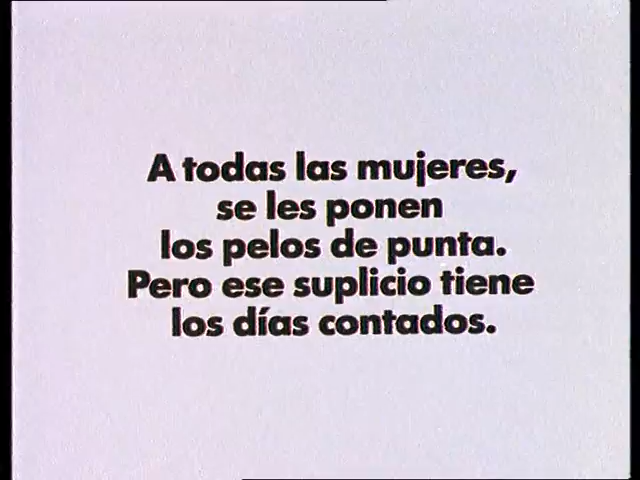 A todas las mujeres,
se les ponen
los pelos de punta.
Pero ese suplicio tiene
los días contados.